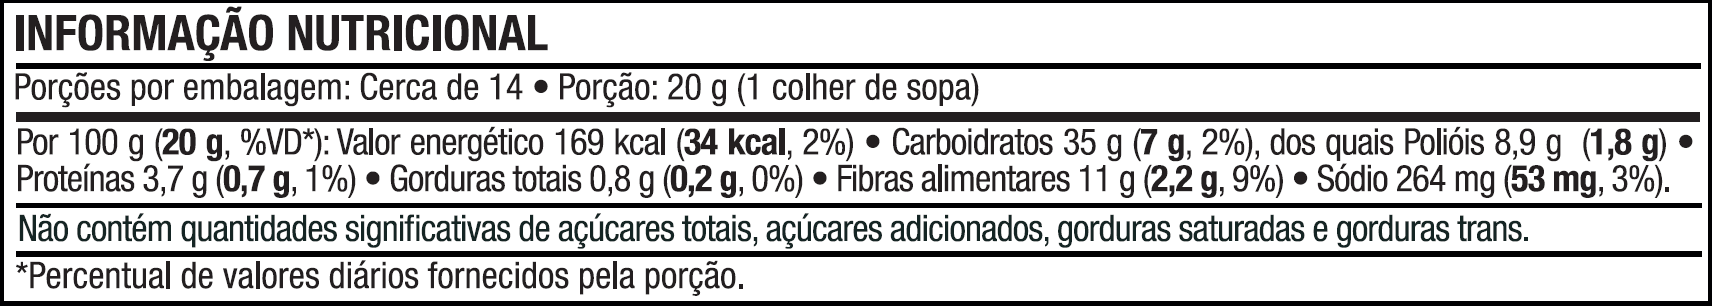 INFORMAÇÃO NUTRICIONAL
Porções por embalagem: Cerca de 14 • Porção: 20 g (1 colher de sopa)
Por 100 g (20 g, %VD*): Valor energético 169 kcal (34 kcal, 2%) • Carboidratos 35 g (7 g, 2%), dos quais Polióis 8,9 g (1,8 g) •
Proteínas 3,7 g (0,7 g, 1%) • Gorduras totais 0,8 g (0,2 g, 0%) • Fibras alimentares 11 g (2,2 g, 9%) • Sódio 264 mg (53 mg, 3%).
Não contém quantidades significativas de açúcares totais, açúcares adicionados, gorduras saturadas e gorduras trans.
*Percentual de valores diários fornecidos pela porção.